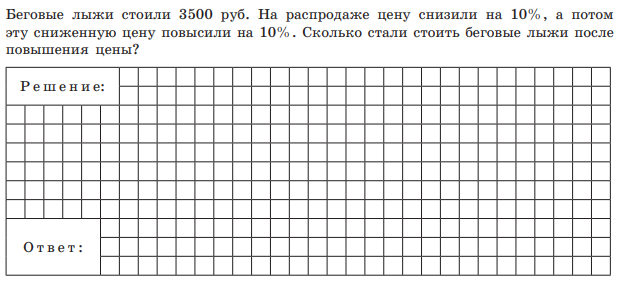 Беговые лыжи стоили 3500 руб. На распродаже цену снизили на 10%, а потом
эту сниженную цену повысили на 10%. Сколько стали стоить беговые лыжи после
повышения цены?
Решение:
Ответ: